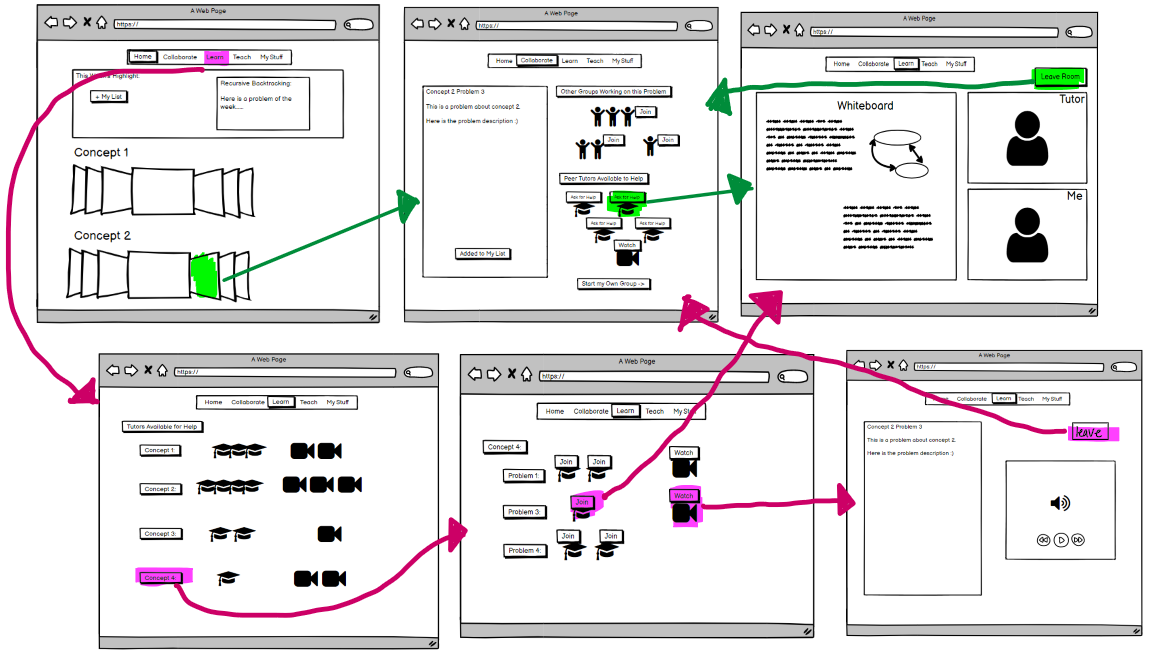 A Web Page
https://
Home Collaborate Learn Teach My Stuff
+ My List
Recursive Backtracking:
Here is a problem of the
week.....
Concept 1
Concept 2
A Web Page
https://
Home Collaborate Learn Teach My Stuff
Concept 2 Problem 3
This is a problem about concept 2.
Here is the problem description :)
Added to My List
Other Groups Working on this Problem
Join
Join
Join
Peer Tutors Available to Help
Ask for Help
Ask for Help
Ask for Help
Ask for Help
Watch
Start my Own Group ->
A Web Page
https://
Home Collaborate Learn Teach My Stuff
Leave Room
Whiteboard
Tutor
Me
A Web Page
https://
Home Collaborate Learn Teach My Stuff
Tutors Available for Help
Concept 1:
Concept 2:
Concept 3:
Concept 4:
A Web Page
https://
Home Collaborate Learn Teach My Stuff
Concept 4:
Join Join Watch
Problem 1:
Join Watch
Problem 3:
Join Join
Problem 4:
A Web Page
https://
Collaborate Learn Teach My Stuff
leave
Concept 2 Problem 3
This is a problem about concept 2.
Here is the problem description :)